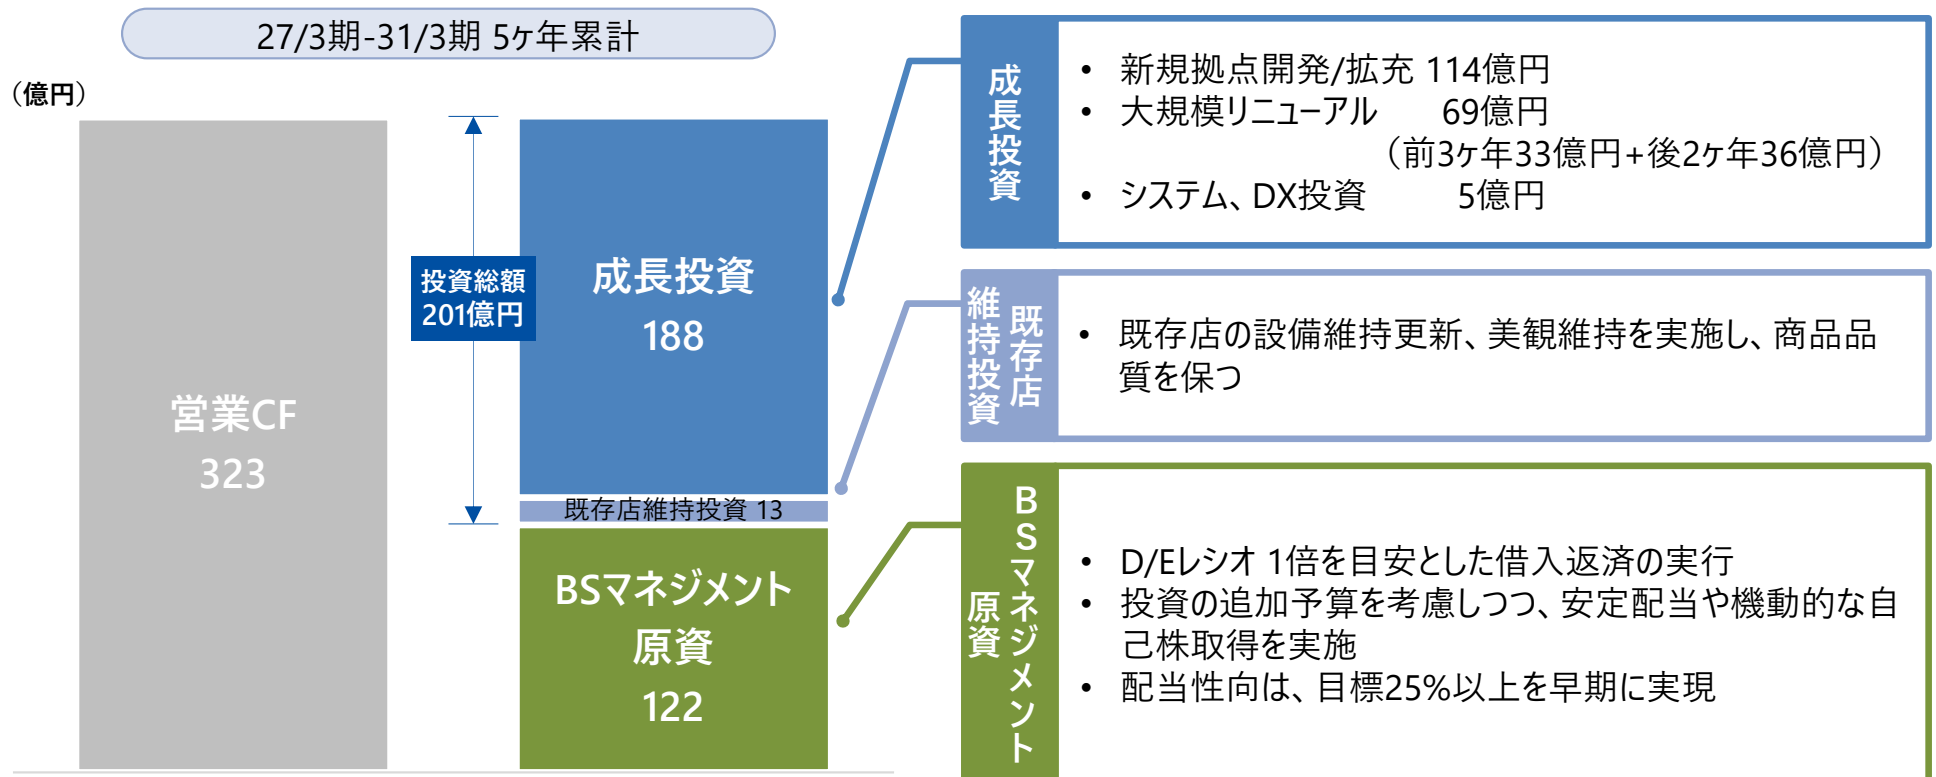 27/3期-31/3期 5ヶ年累計
（億円）
営業CF
323
投資総額
201億円
成長投資
188
既存店維持投資 13
BSマネジメント
原資
122
成長投資
• 新規拠点開発/拡充 114億円
• 大規模リニューアル 69億円
（前3ヶ年33億円+後2ヶ年36億円）
• システム、DX投資 5億円
既存店
維持投資
• 既存店の設備維持更新、美観維持を実施し、商品品
質を保つ
BSマネジメント
原資
• D/Eレシオ 1倍を目安とした借入返済の実行
• 投資の追加予算を考慮しつつ、安定配当や機動的な自
己株取得を実施
• 配当性向は、目標25%以上を早期に実現